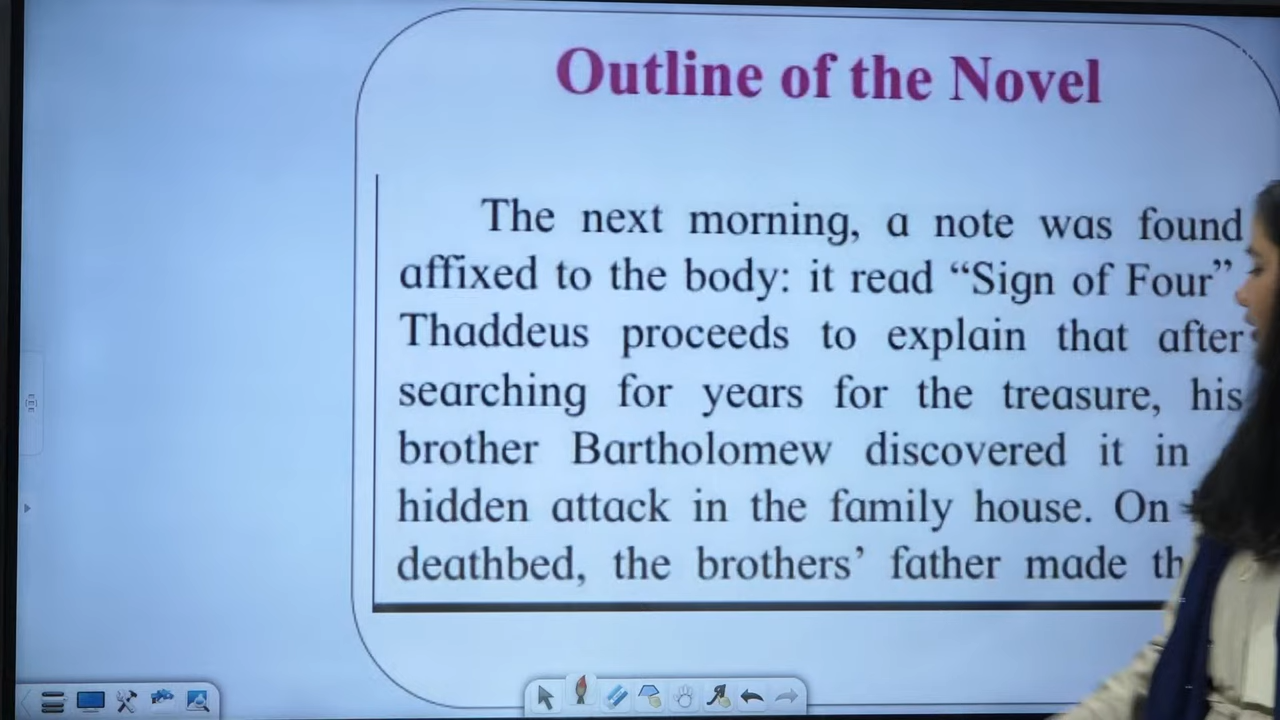 Outline of the Novel
The next morning, a note was found
affixed to the body: it read “Sign of Four”
Thaddeus proceeds to explain that after
searching for years for the treasure, his
brother Bartholomew discovered it in
hidden attack in the family house. On
deathbed, the brothers’ father made